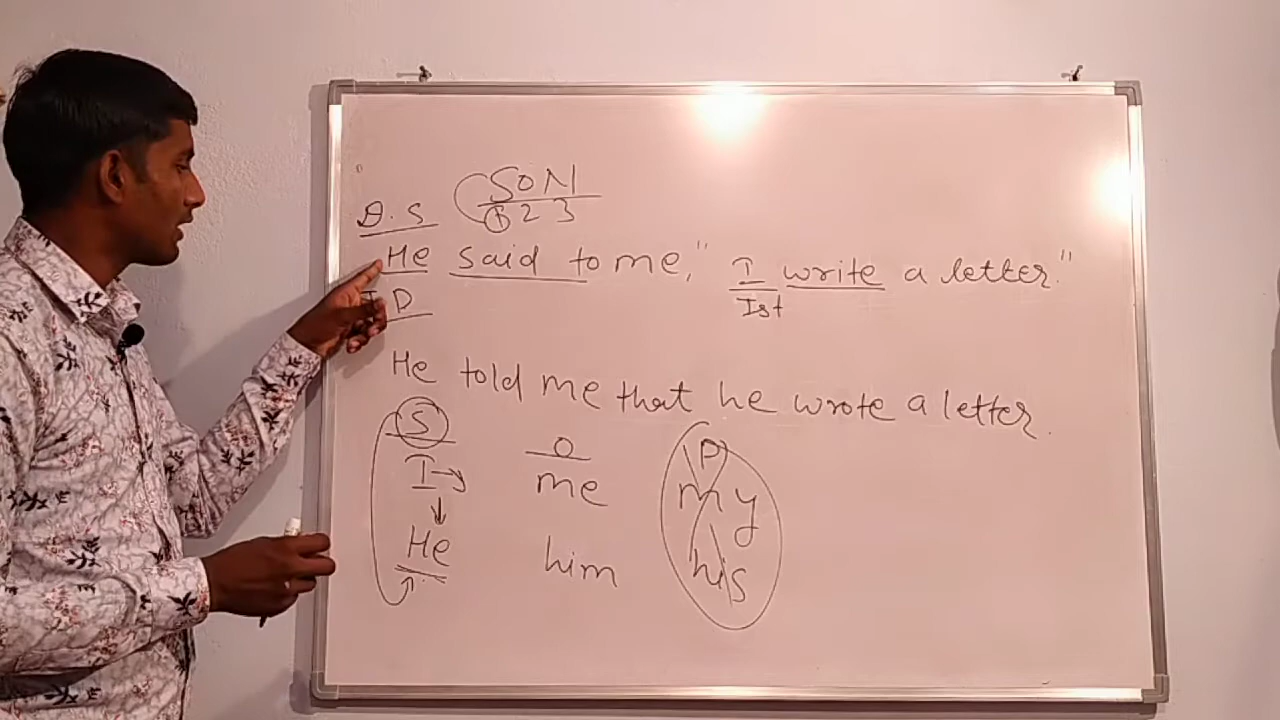 SON
D.S 1 2 3
He said to me, " I write a letter."
Ist
I D
He told me that he wrote a letter.
S O P
I me my
He him his